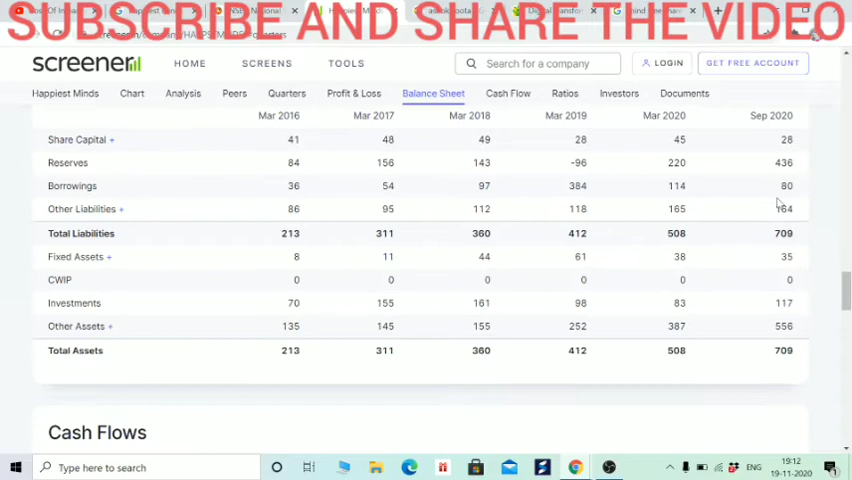 SUBSCRIBE AND SHARE THE VIDEO
screener
HOME SCREENS TOOLS Search for a company LOGIN GET FREE ACCOUNT
Happiest Minds Chart Analysis Peers Quarters Profit & Loss Balance Sheet Cash Flow Ratios Investors Documents
Mar 2016 Mar 2017 Mar 2018 Mar 2019 Mar 2020 Sep 2020
Share Capital + 41 48 49 28 45 28
Reserves 84 156 143 -96 220 436
Borrowings 36 54 97 384 114 80
Other Liabilities + 86 95 112 118 165 164
Total Liabilities 213 311 360 412 508 709
Fixed Assets + 8 11 44 61 38 35
CWIP 0 0 0 0 0 0
Investments 70 155 161 98 83 117
Other Assets + 135 145 155 252 387 556
Total Assets 213 311 360 412 508 709
Cash Flows
Type here to search ENG 19:12
19-11-2020